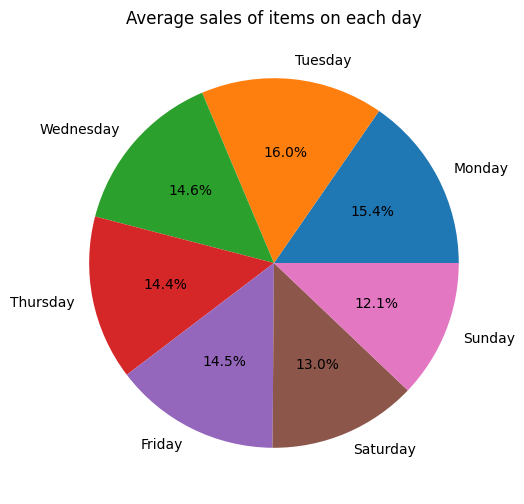 Average sales of items on each day
Tuesday
Wednesday
16.0%
Monday
14.6%
15.4%
Thursday
14.4%
12.1%
Sunday
14.5%
13.0%
Friday
Saturday